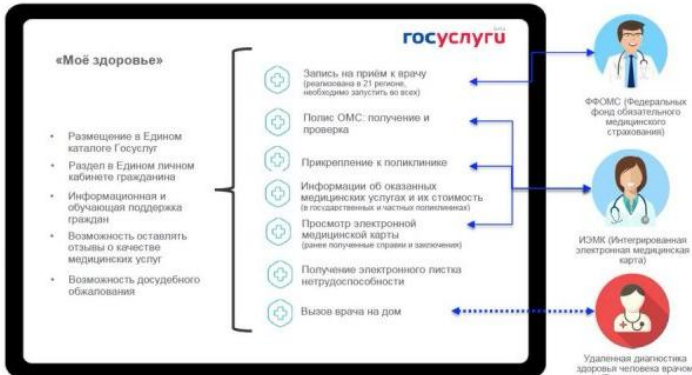 госуслуги
«Моё здоровье»
• Размещение в Едином
каталоге Госуслуг
• Раздел в Едином личном
кабинете гражданина
• Информационная и
обучающая поддержка
граждан
• Возможность оставлять
отзывы о качестве
медицинских услуг
• Возможность досудебного
обжалования
Запись на приём к врачу
(реализована в 21 регионе,
необходимо запустить во всех)
Полис ОМС: получение и
проверка
Прикрепление к поликлинике
Информации об оказанных
медицинских услугах и их стоимость
(в государственных и частных поликлиниках)
Просмотр электронной
медицинской карты
(ранее полученные справки и заключения)
Получение электронного листка
нетрудоспособности
Вызов врача на дом
ФФОМС (Федеральных
фонд обязательного
медицинского
страхования)
ИЭМК (Интегрированная
электронная медицинская
карта)
Удаленная диагностика
здоровья человека врачом